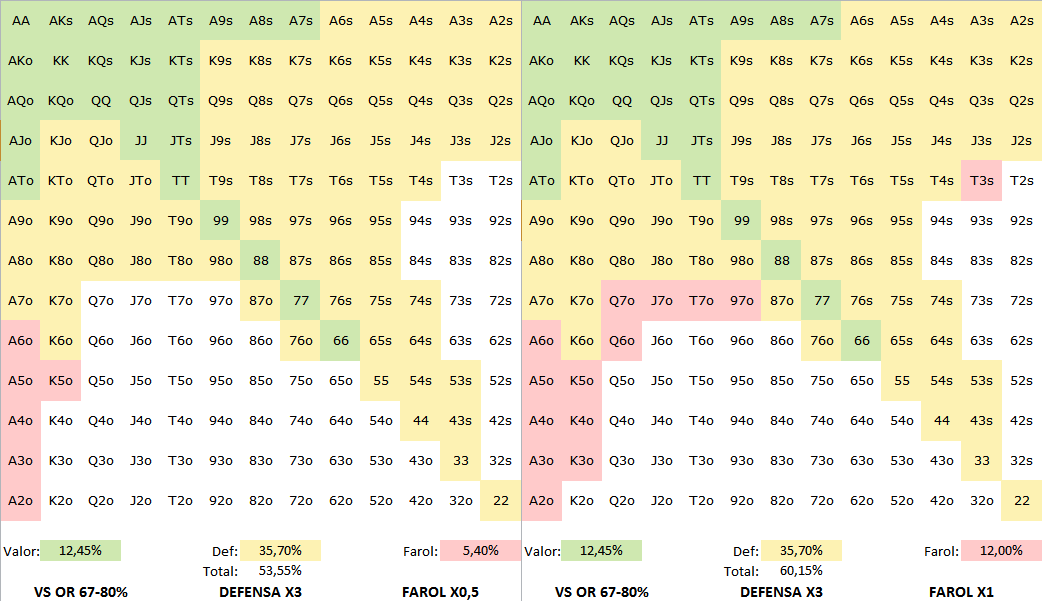 AA AKs AQs AJs ATs A9s A8s A7s A6s A5s A4s A3s A2s AA AKs AQs AJs ATs A9s A8s A7s A6s A5s A4s A3s A2s
AKo KK KQs KJs KTs K9s K8s K7s K6s K5s K4s K3s K2s AKo KK KQs KJs KTs K9s K8s K7s K6s K5s K4s K3s K2s
AQo KQo QQ QJs QTs Q9s Q8s Q7s Q6s Q5s Q4s Q3s Q2s AQo KQo QQ QJs QTs Q9s Q8s Q7s Q6s Q5s Q4s Q3s Q2s
AJo KJo QJo JJ JTs J9s J8s J7s J6s J5s J4s J3s J2s AJo KJo QJo JJ JTs J9s J8s J7s J6s J5s J4s J3s J2s
ATo KTo QTo JTo TT T9s T8s T7s T6s T5s T4s T3s T2s ATo KTo QTo JTo TT T9s T8s T7s T6s T5s T4s T3s T2s
A9o K9o Q9o J9o T9o 99 98s 97s 96s 95s 94s 93s 92s A9o K9o Q9o J9o T9o 99 98s 97s 96s 95s 94s 93s 92s
A8o K8o Q8o J8o T8o 98o 88 87s 86s 85s 84s 83s 82s A8o K8o Q8o J8o T8o 98o 88 87s 86s 85s 84s 83s 82s
A7o K7o Q7o J7o T7o 97o 87o 77 76s 75s 74s 73s 72s A7o K7o Q7o J7o T7o 97o 87o 77 76s 75s 74s 73s 72s
A6o K6o Q6o J6o T6o 96o 86o 76o 66 65s 64s 63s 62s A6o K6o Q6o J6o T6o 96o 86o 76o 66 65s 64s 63s 62s
A5o K5o Q5o J5o T5o 95o 85o 75o 65o 55 54s 53s 52s A5o K5o Q5o J5o T5o 95o 85o 75o 65o 55 54s 53s 52s
A4o K4o Q4o J4o T4o 94o 84o 74o 64o 54o 44 43s 42s A4o K4o Q4o J4o T4o 94o 84o 74o 64o 54o 44 43s 42s
A3o K3o Q3o J3o T3o 93o 83o 73o 63o 53o 43o 33 32s A3o K3o Q3o J3o T3o 93o 83o 73o 63o 53o 43o 33 32s
A2o K2o Q2o J2o T2o 92o 82o 72o 62o 52o 42o 32o 22 A2o K2o Q2o J2o T2o 92o 82o 72o 62o 52o 42o 32o 22
Valor: 12,45% Def: 35,70% Farol: 5,40% Valor: 12,45% Def: 35,70% Farol: 12,00%
Total: 53,55% Total: 60,15%
VS OR 67-80% DEFENSA X3 FAROL X0,5 VS OR 67-80% DEFENSA X3 FAROL X1